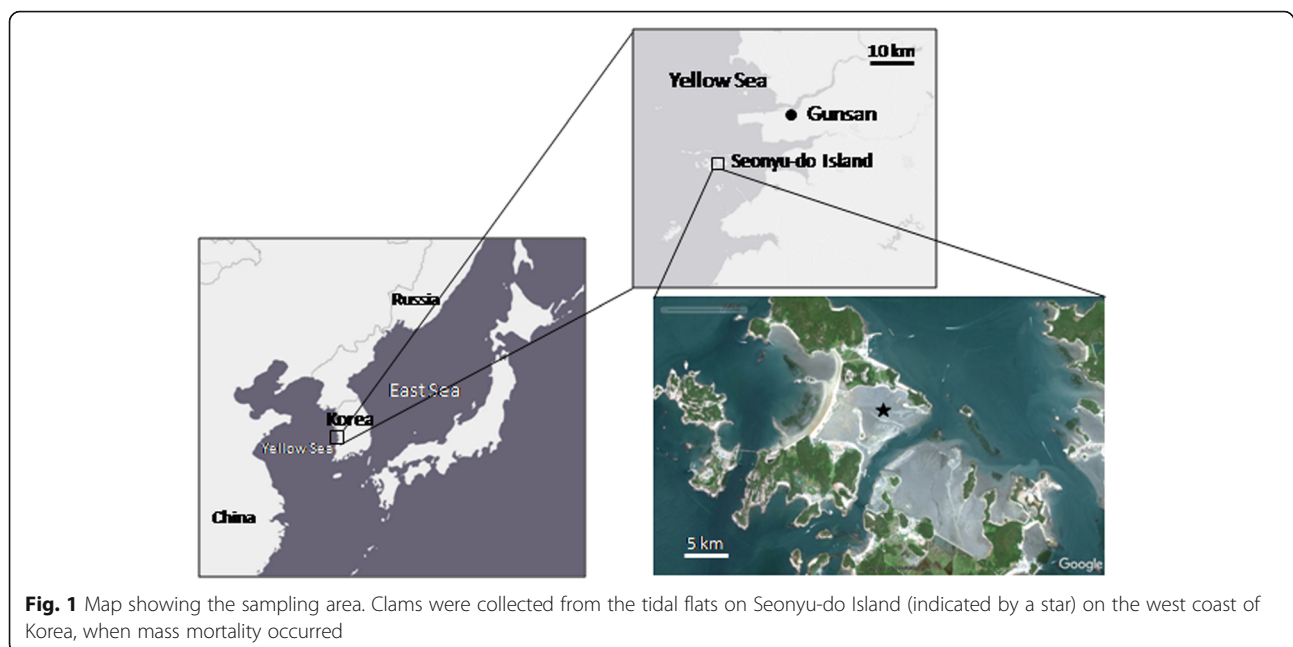 10 km
Yellow Sea
Gunsan
Seonyu-do Island
Russia
East Sea
Korea
Yellow Sea
China
5 km
Google
Fig. 1 Map showing the sampling area. Clams were collected from the tidal flats on Seonyu-do Island (indicated by a star) on the west coast of
Korea, when mass mortality occurred